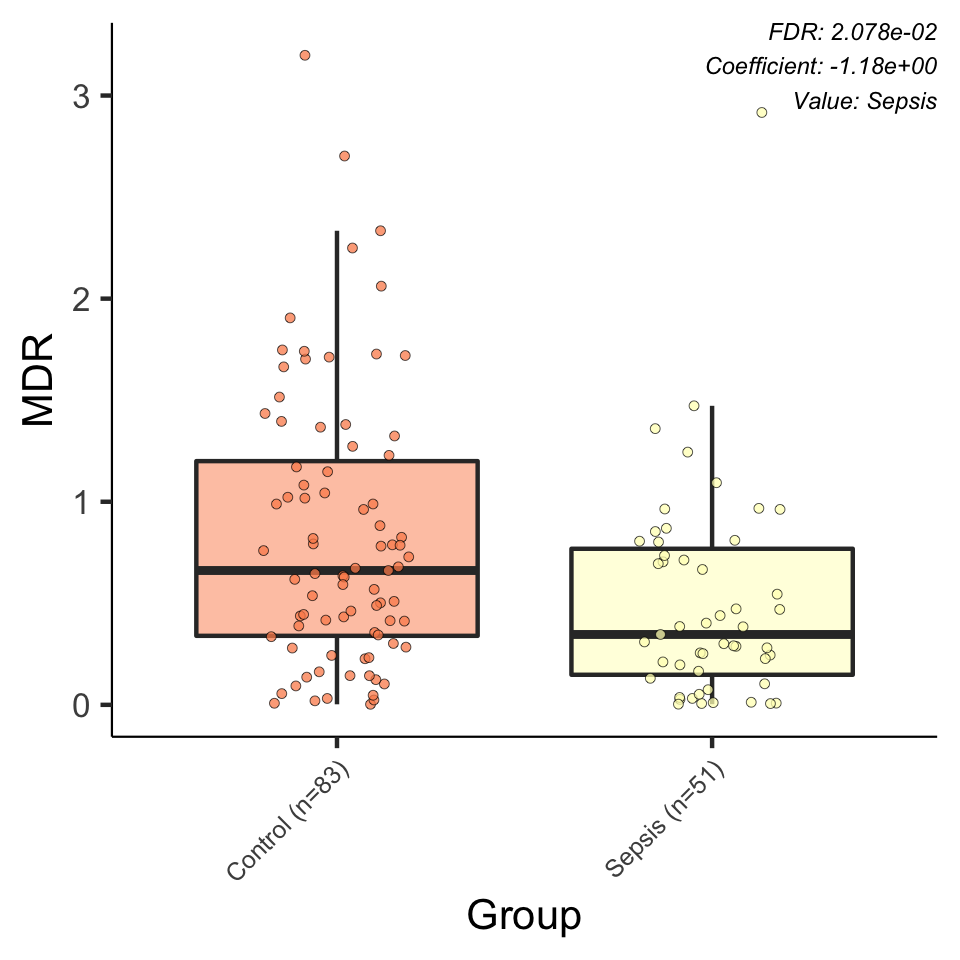 FDR: 2.078e-02
Coefficient: -1.18e+00
Value: Sepsis
3
2
1
0
MDR
Control (n=83)
Sepsis (n=51)
Group